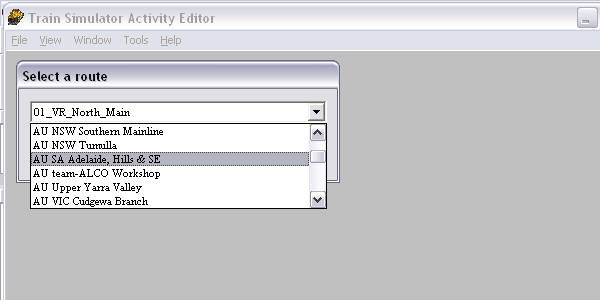 Train Simulator Activity Editor
File View Window Tools Help
Select a route
01_VR_North_Main
AU NSW Southern Mainline
AU NSW Tumulla
AU SA Adelaide, Hills & SE
AU team-ALCO Workshop
AU Upper Yarra Valley
AU VIC Cudgewa Branch